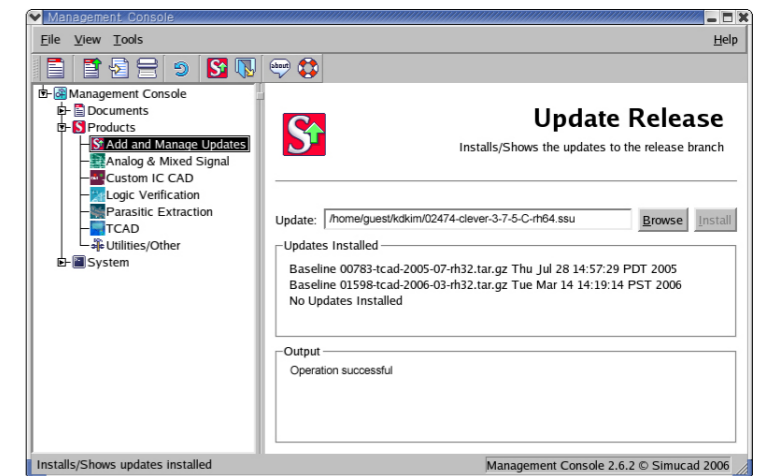 Management Console
File View Tools
Help
about
Management Console
Documents
Products
Add and Manage Updates
Analog & Mixed Signal
Custom IC CAD
Logic Verification
Parasitic Extraction
TCAD
Utilities/Other
System
Update Release
Installs/Shows the updates to the release branch
Update: /home/guest/kdkim/02474-clever-3-7-5-C-rh64.ssu Browse Install
Updates Installed
Baseline 00783-tcad-2005-07-rh32.tar.gz Thu Jul 28 14:57:29 PDT 2005
Baseline 01598-tcad-2006-03-rh32.tar.gz Tue Mar 14 14:19:14 PST 2006
No Updates Installed
Output
Operation successful
Installs/Shows updates installed
Management Console 2.6.2 © Simucad 2006